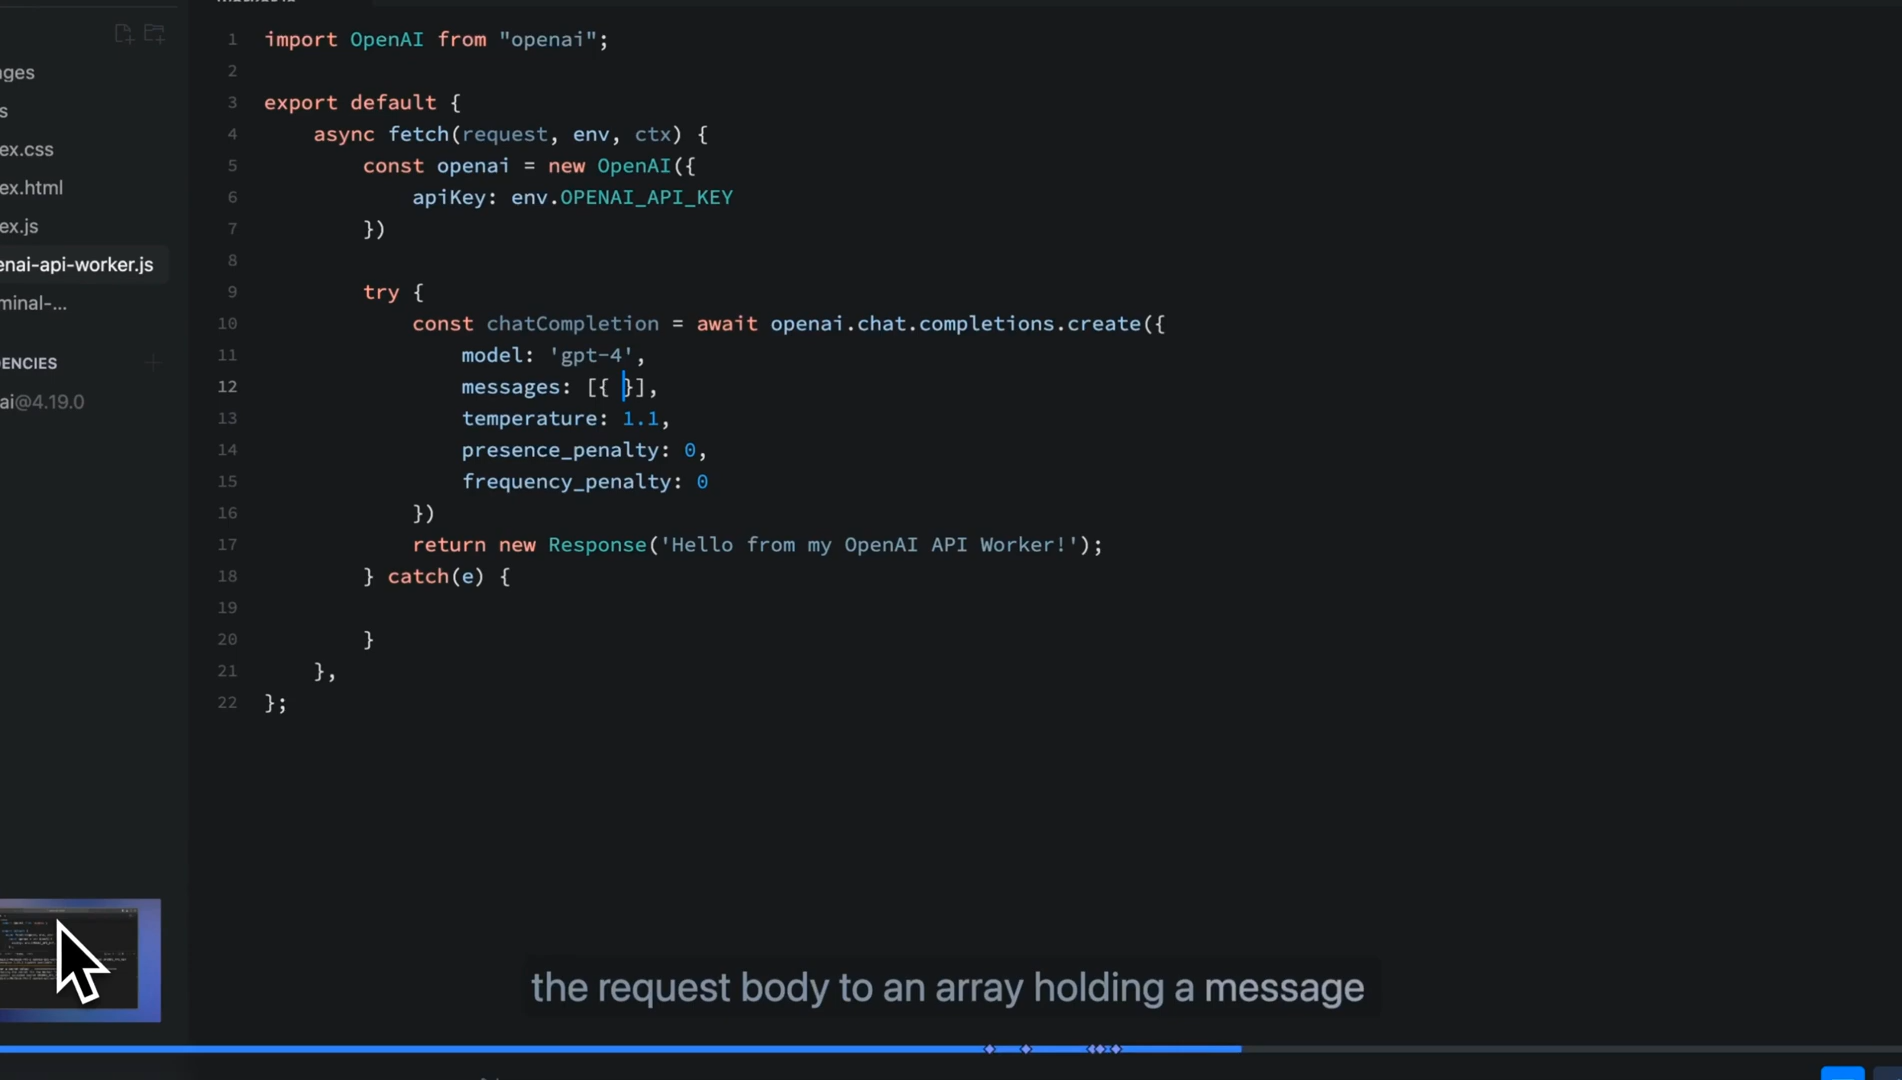 ges
s
ex.css
ex.html
ex.js
enai-api-worker.js
minal-...
ENCIES
ai@4.19.0
1 import OpenAI from "openai";
2
3 export default {
4 async fetch(request, env, ctx) {
5 const openai = new OpenAI({
6 apiKey: env.OPENAI_API_KEY
7 })
8
9 try {
10 const chatCompletion = await openai.chat.completions.create({
11 model: 'gpt-4',
12 messages: [{ }],
13 temperature: 1.1,
14 presence_penalty: 0,
15 frequency_penalty: 0
16 })
17 return new Response('Hello from my OpenAI API Worker!');
18 } catch(e) {
19
20 }
21 },
22 };
the request body to an array holding a message